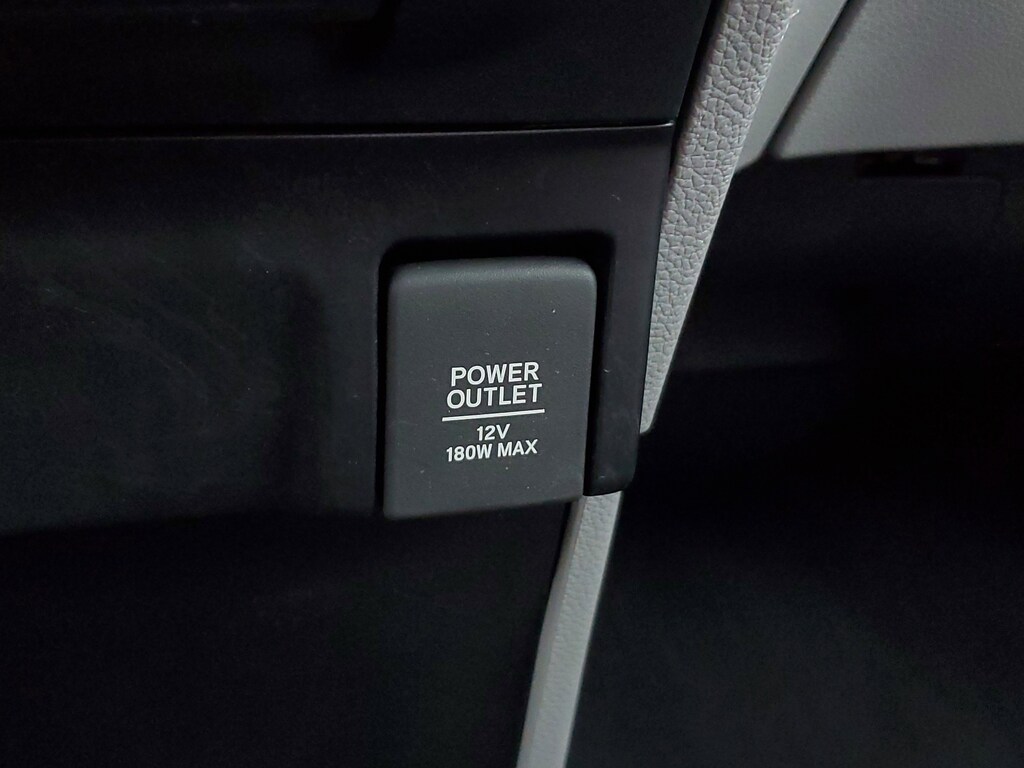 POWER
OUTLET
12V
180W MAX